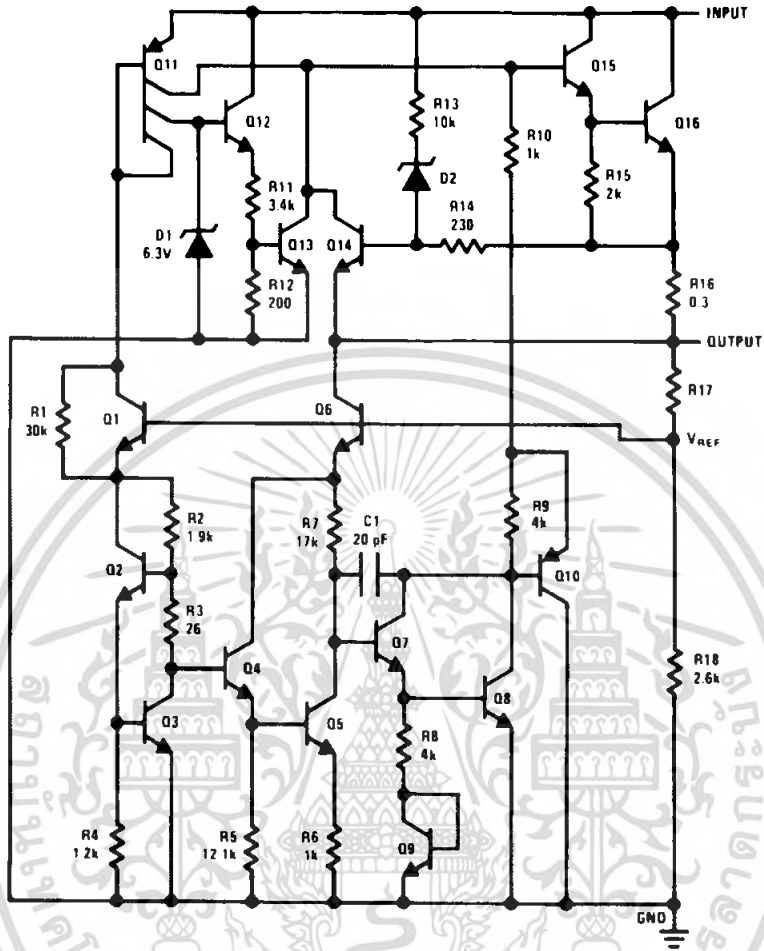 INPUT
Q11
Q12
Q15
Q16
R13
10k
R10
1k
D2
R15
2k
R11
3.4k
R14
230
D1
6.3V
Q13
Q14
R12
200
R16
0.3
OUTPUT
R1
30k
Q1
Q6
R17
VREF
R2
1.9k
R7
17k
C1
20 pF
R9
4k
Q2
Q10
R3
26
Q4
Q7
R18
2.6k
Q3
Q5
Q8
R8
4k
R4
1.2k
R5
12.1k
R6
1k
Q9
GND